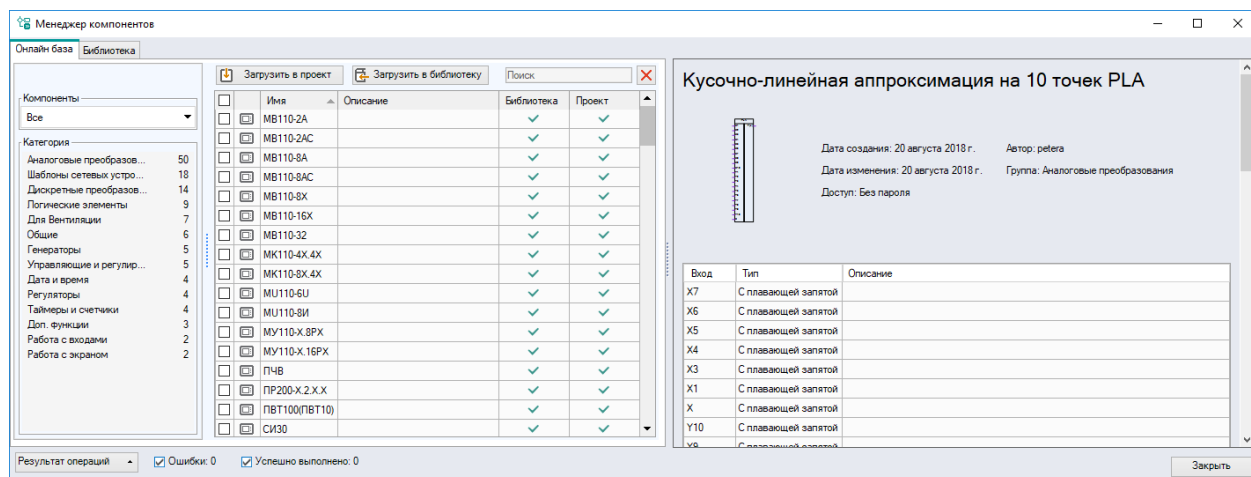 Менеджер компонентов
Онлайн база Библиотека
Компоненты
Все
Категория
Аналоговые преобразов... 50
Шаблоны сетевых устро... 18
Дискретные преобразов... 14
Логические элементы 9
Для Вентиляции 7
Общие 6
Генераторы 5
Управляющие и регулир... 5
Дата и время 4
Регуляторы 4
Таймеры и счетчики 4
Доп. функции 3
Работа с входами 2
Работа с экраном 2
Загрузить в проект Загрузить в библиотеку Поиск
Имя Описание Библиотека Проект
МВ110-2А
МВ110-2АС
МВ110-8А
МВ110-8АС
МВ110-8Х
МВ110-16Х
МВ110-32
МК110-4Х.4Х
МК110-8Х.4Х
MU110-6U
MU110-8И
МУ110-Х.8РХ
МУ110-Х.16РХ
ПЧВ
ПР200-Х.2.Х.Х
ПВТ100(ПВТ10)
СИ30
Кусочно-линейная аппроксимация на 10 точек PLA
Дата создания: 20 августа 2018 г. Автор: petera
Дата изменения: 20 августа 2018 г. Группа: Аналоговые преобразования
Доступ: Без пароля
Вход Тип Описание
X7 С плавающей запятой
X6 С плавающей запятой
X5 С плавающей запятой
X4 С плавающей запятой
X3 С плавающей запятой
X1 С плавающей запятой
X С плавающей запятой
Y10 С плавающей запятой
Y9 С плавающей запятой
Результат операций Ошибки: 0 Успешно выполнено: 0
Закрыть